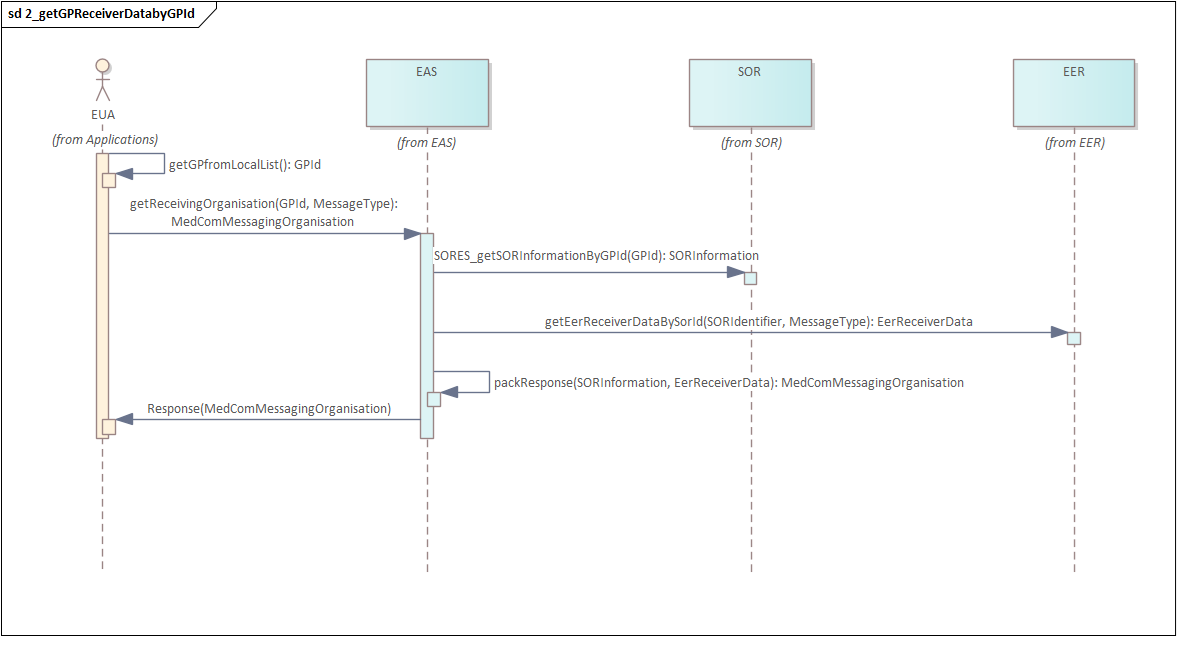 sd 2_getGPReceiverDatabyGPId
EAS
SOR
EER
EUA
(from Applications)
(from EAS)
(from SOR)
(from EER)
getGPfromLocalList(): GPId
getReceivingOrganisation(GPId, MessageType):
MedComMessagingOrganisation
SORES_getSORInformationByGPId(GPId): SORInformation
getEerReceiverDataBySorId(SORIdentifier, MessageType): EerReceiverData
packResponse(SORInformation, EerReceiverData): MedComMessagingOrganisation
Response(MedComMessagingOrganisation)